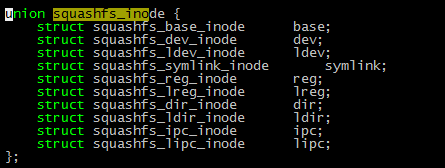 union squashfs_inode {
struct squashfs_base_inode base;
struct squashfs_dev_inode dev;
struct squashfs_ldev_inode ldev;
struct squashfs_symlink_inode symlink;
struct squashfs_reg_inode reg;
struct squashfs_lreg_inode lreg;
struct squashfs_dir_inode dir;
struct squashfs_ldir_inode ldir;
struct squashfs_ipc_inode ipc;
struct squashfs_lipc_inode lipc;
};